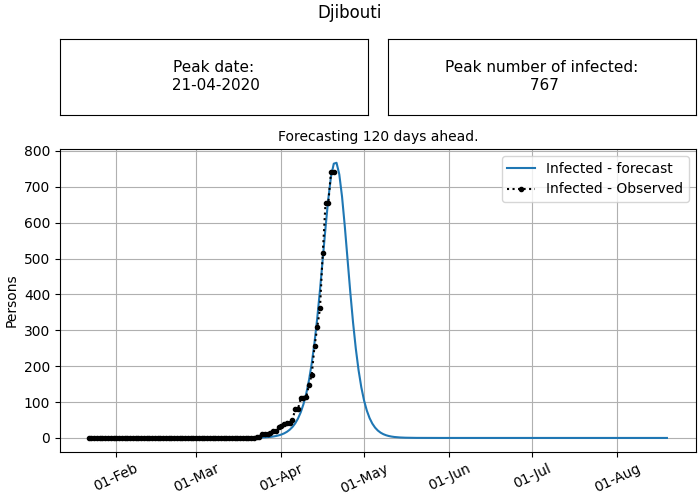 Djibouti
Peak date:
21-04-2020
Peak number of infected:
767
Forecasting 120 days ahead.
Infected - forecast
Infected - Observed
Persons
800
700
600
500
400
300
200
100
0
01-Feb
01-Mar
01-Apr
01-May
01-Jun
01-Jul
01-Aug